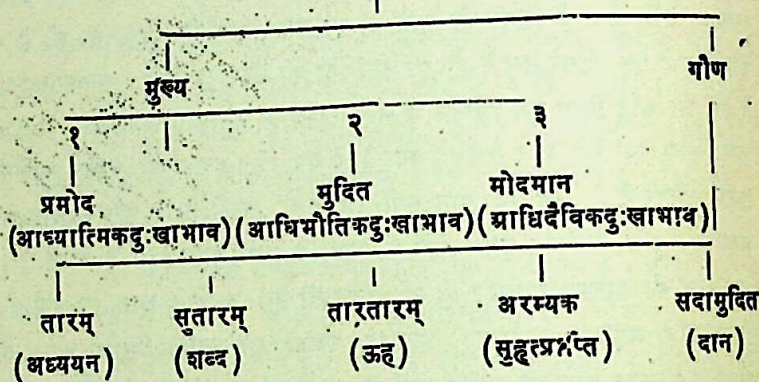 मुख्य गौण
१ २ ३
प्रमोद मुदित मोदमान
(आध्यात्मिकदुःखाभाव) (आधिभौतिकदुःखाभाव) (आधिदैविकदुःखाभाव)
तारम् सुतारम् तारतारम् अरम्यक सदामुदित
(अध्ययन) (शब्द) (ऊह) (दान)